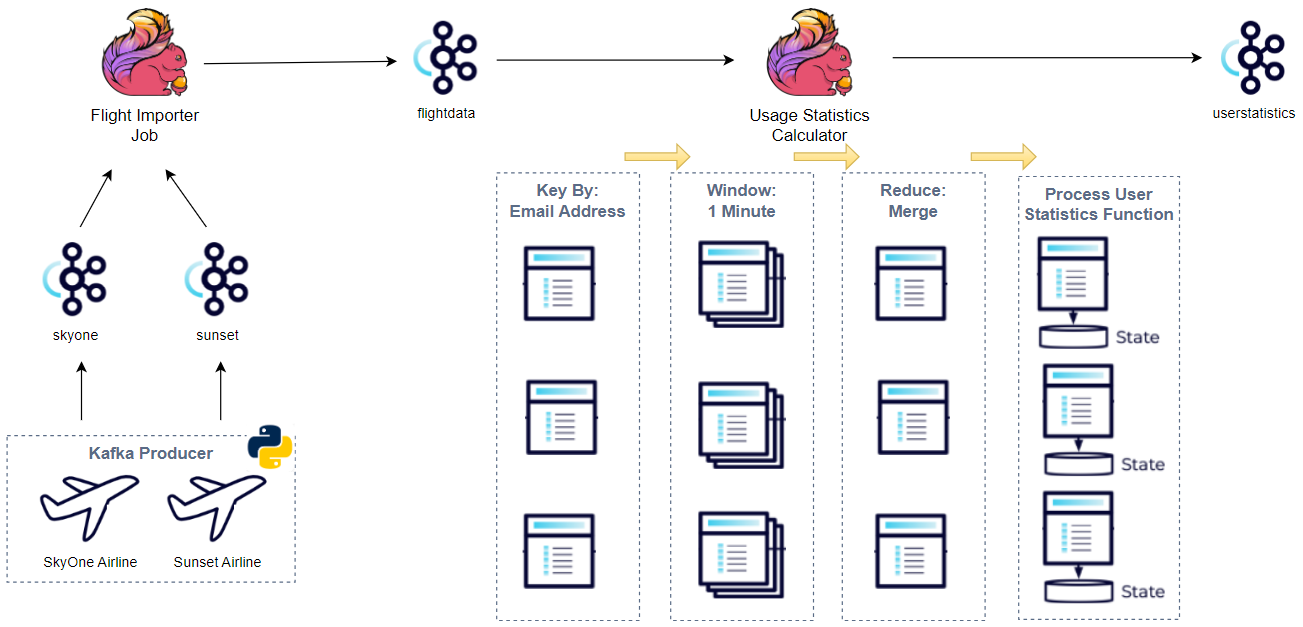 Flight Importer
Job
flightdata
Usage Statistics
Calculator
userstatistics
skyone
sunset
Kafka Producer
SkyOne Airline
Sunset Airline
Key By:
Email Address
Window:
1 Minute
Reduce:
Merge
Process User
Statistics Function
State
State
State